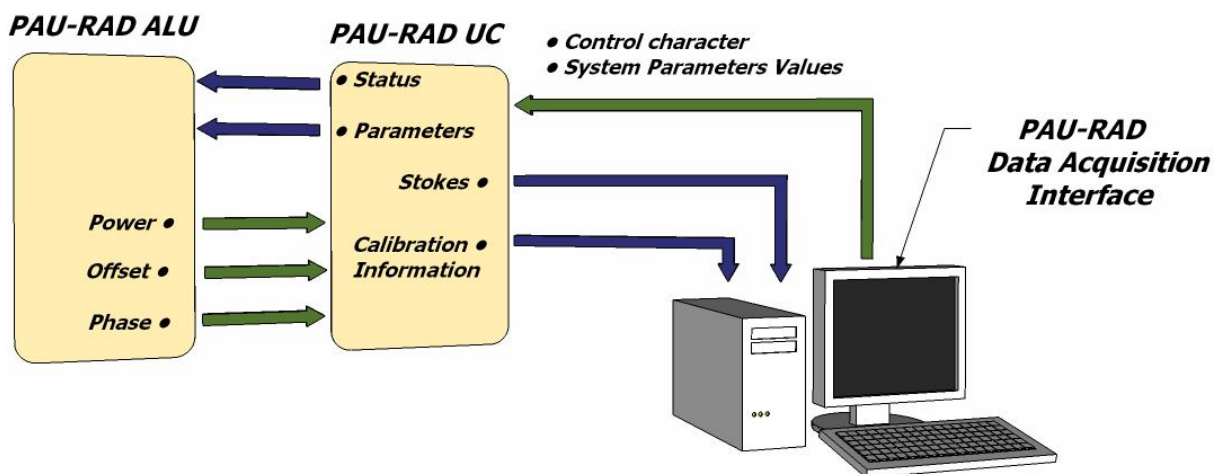 PAU-RAD ALU
PAU-RAD UC
• Control character
• System Parameters Values
• Status
• Parameters
Stokes •
Calibration •
Information
Power •
Offset •
Phase •
PAU-RAD
Data Acquisition
Interface